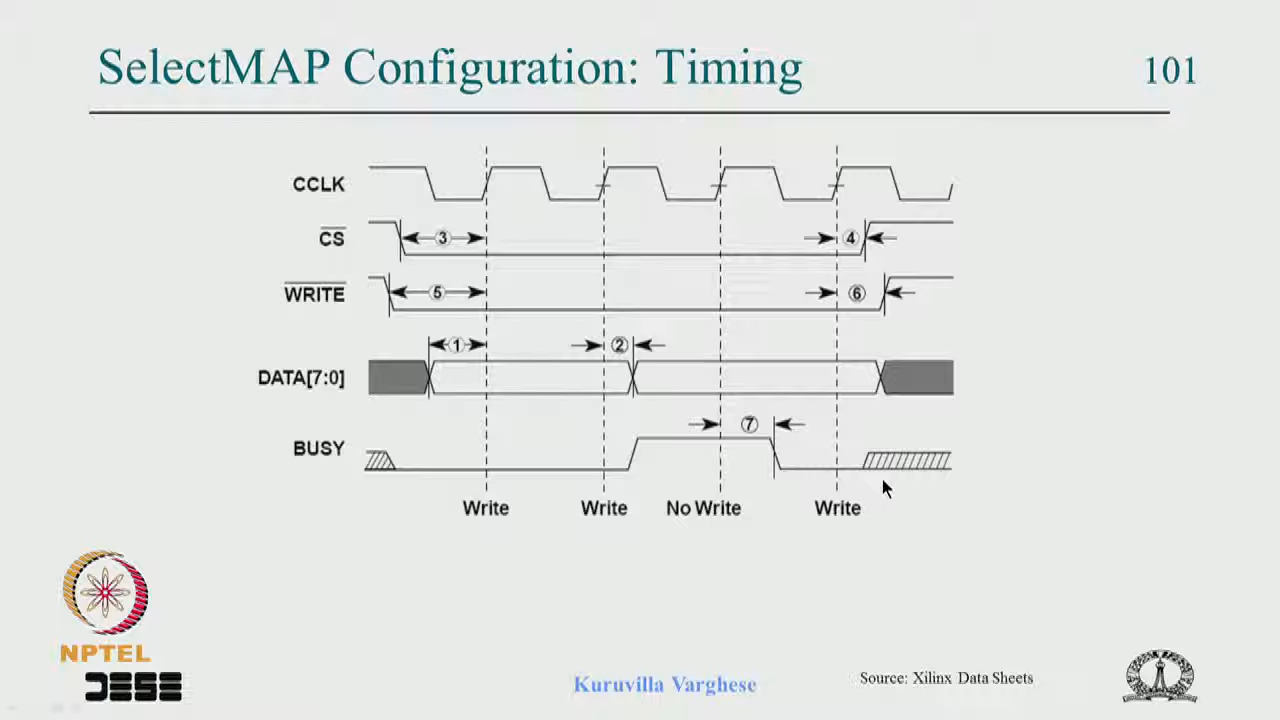 SelectMAP Configuration: Timing 101
CCLK
CS
③ ④
WRITE
⑤ ⑥
① ②
DATA[7:0]
⑦
BUSY
Write Write No Write Write
NPTEL
DESE
Kuruvilla Varghese
Source: Xilinx Data Sheets